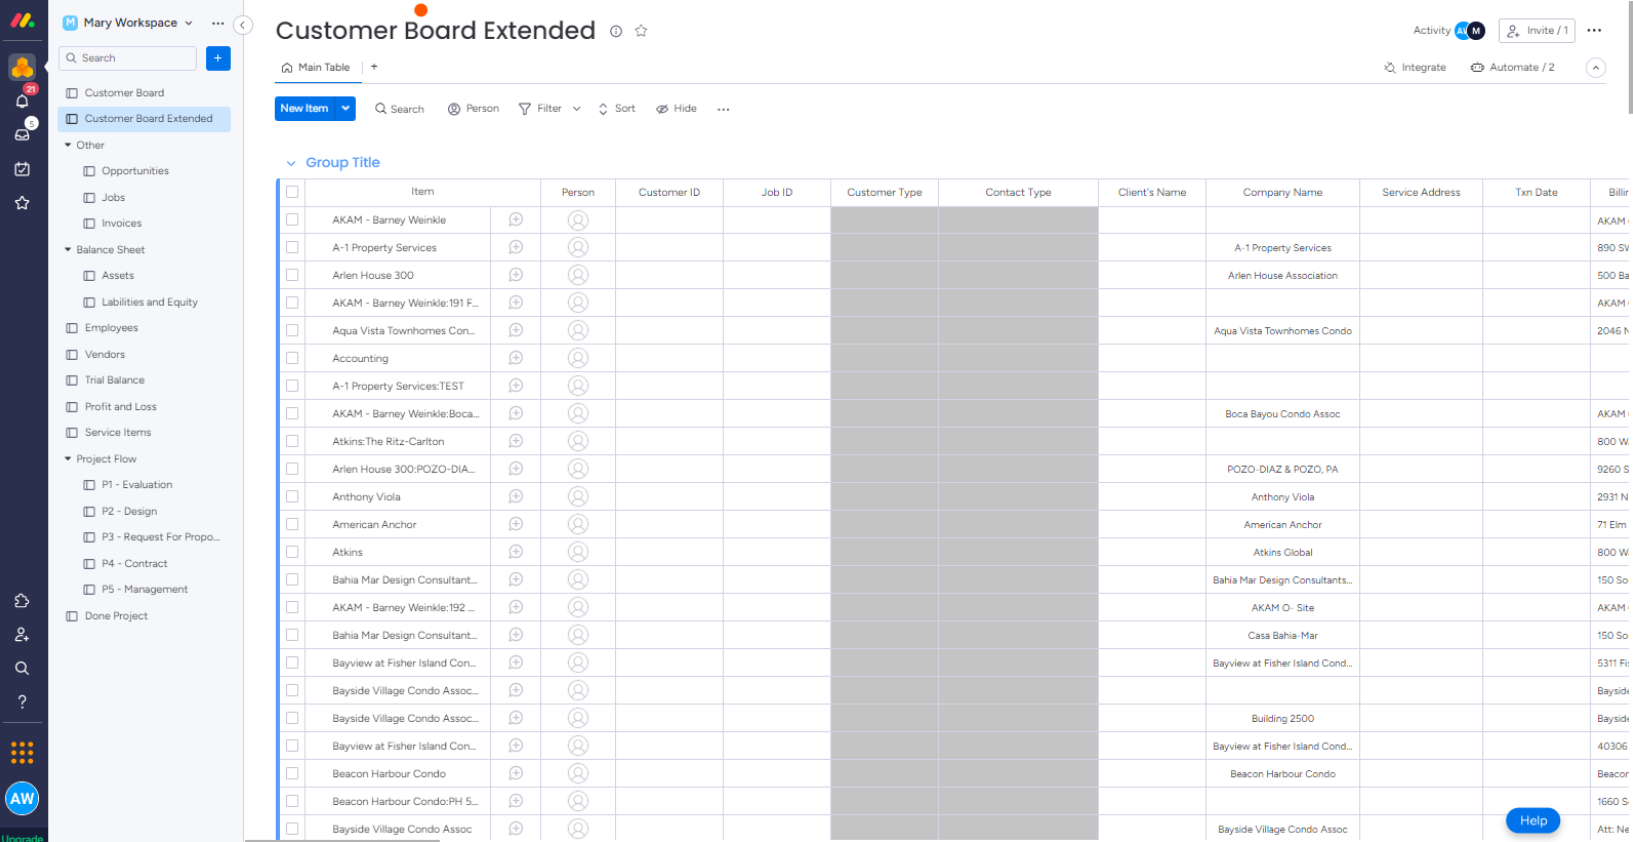 M Mary Workspace
Search
+
21
5
Customer Board
Customer Board Extended
Other
Opportunities
Jobs
Invoices
Balance Sheet
Assets
Labilities and Equity
Employees
Vendors
Trial Balance
Profit and Loss
Service Items
Project Flow
P1 - Evaluation
P2 - Design
P3 - Request For Propo...
P4 - Contract
P5 - Management
Done Project
?
AW
Upgrade
Customer Board Extended
Activity AW M Invite / 1
Main Table +
Integrate Automate / 2
New Item Search Person Filter Sort Hide
Group Title
Item Person Customer ID Job ID Customer Type Contact Type Client's Name Company Name Service Address Txn Date
AKAM - Barney Weinkle AKAM
A-1 Property Services A-1 Property Services 890 SW
Arlen House 300 Arlen House Association 500 Ba
AKAM - Barney Weinkle:191 F... AKAM
Aqua Vista Townhomes Con... Aqua Vista Townhomes Condo 2046 N
Accounting
A-1 Property Services:TEST
AKAM - Barney Weinkle:Boca... Boca Bayou Condo Assoc AKAM
Atkins:The Ritz-Carlton 800 Wa
Arlen House 300:POZO-DIA... POZO-DIAZ & POZO, PA 9260 S
Anthony Viola Anthony Viola 2931 N
American Anchor American Anchor 71 Elm
Atkins Atkins Global 800 Wa
Bahia Mar Design Consultant... Bahia Mar Design Consultants... 150 So
AKAM - Barney Weinkle:192 ... AKAM O- Site AKAM
Bahia Mar Design Consultant... Casa Bahia-Mar 150 So
Bayview at Fisher Island Con... Bayview at Fisher Island Cond... 5311 Fis
Bayside Village Condo Assoc... Bayside
Bayside Village Condo Assoc... Building 2500 Bayside
Bayview at Fisher Island Con... Bayview at Fisher Island Cond... 40306
Beacon Harbour Condo Beacon Harbour Condo Beacon
Beacon Harbour Condo:PH 5... 1660 S
Bayside Village Condo Assoc Bayside Village Condo Assoc Att: Ne
Help